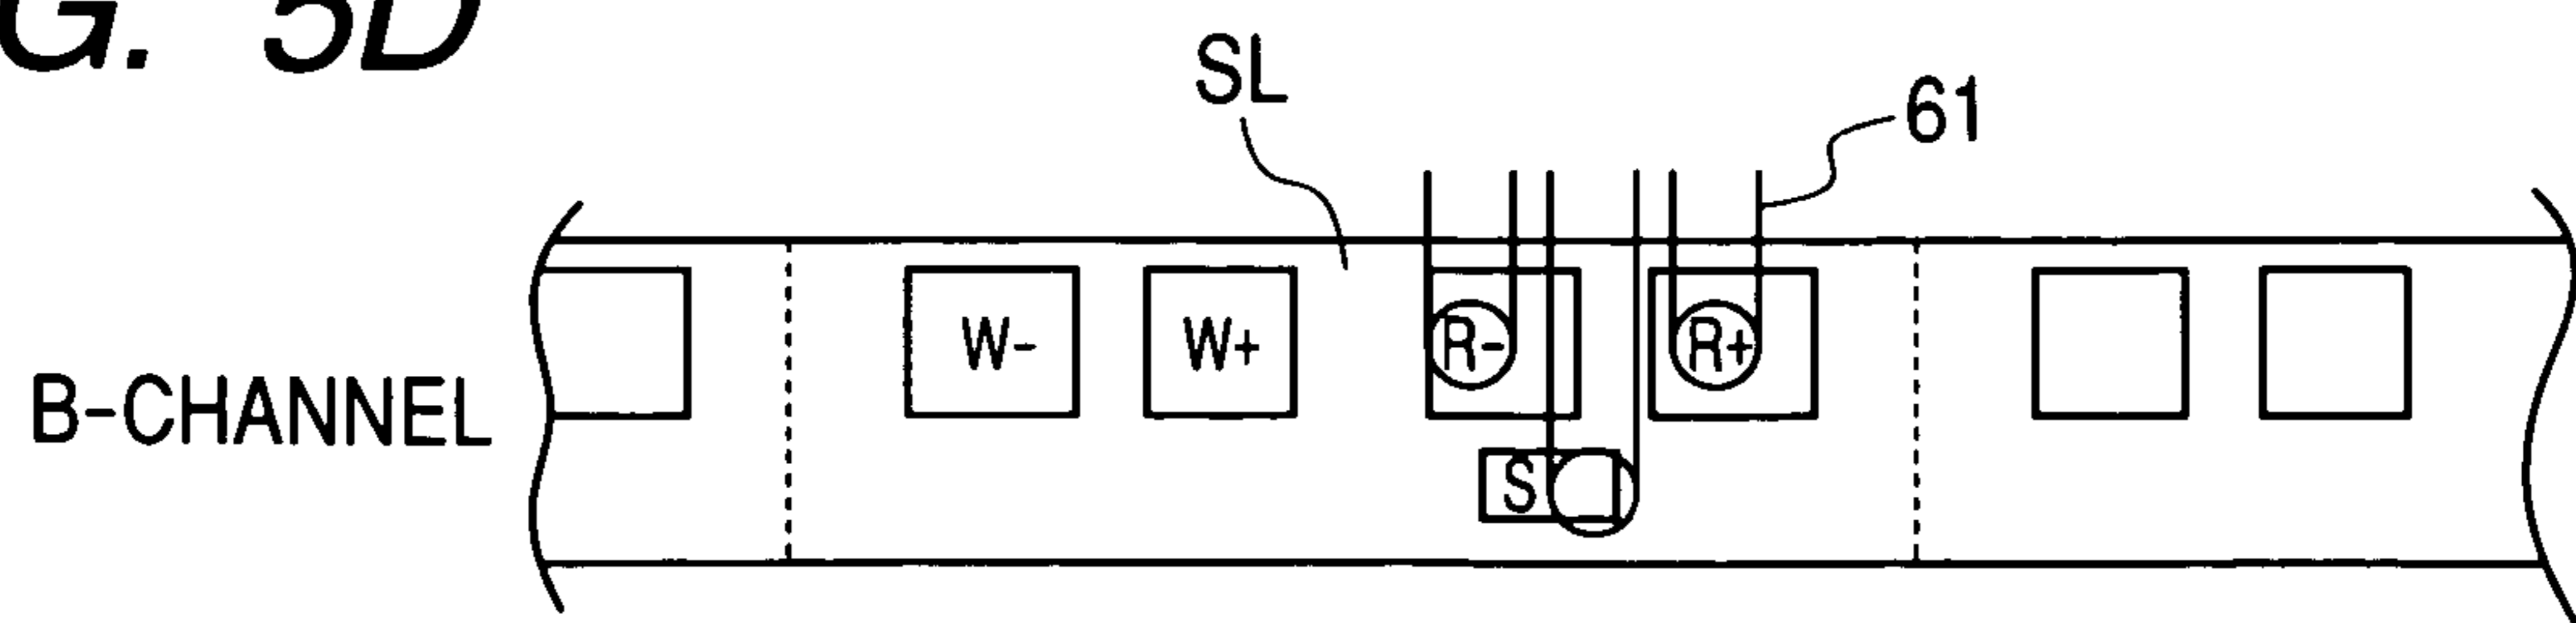 G. 5D
SL
61
B-CHANNEL
W-
W+
R-
R+
S